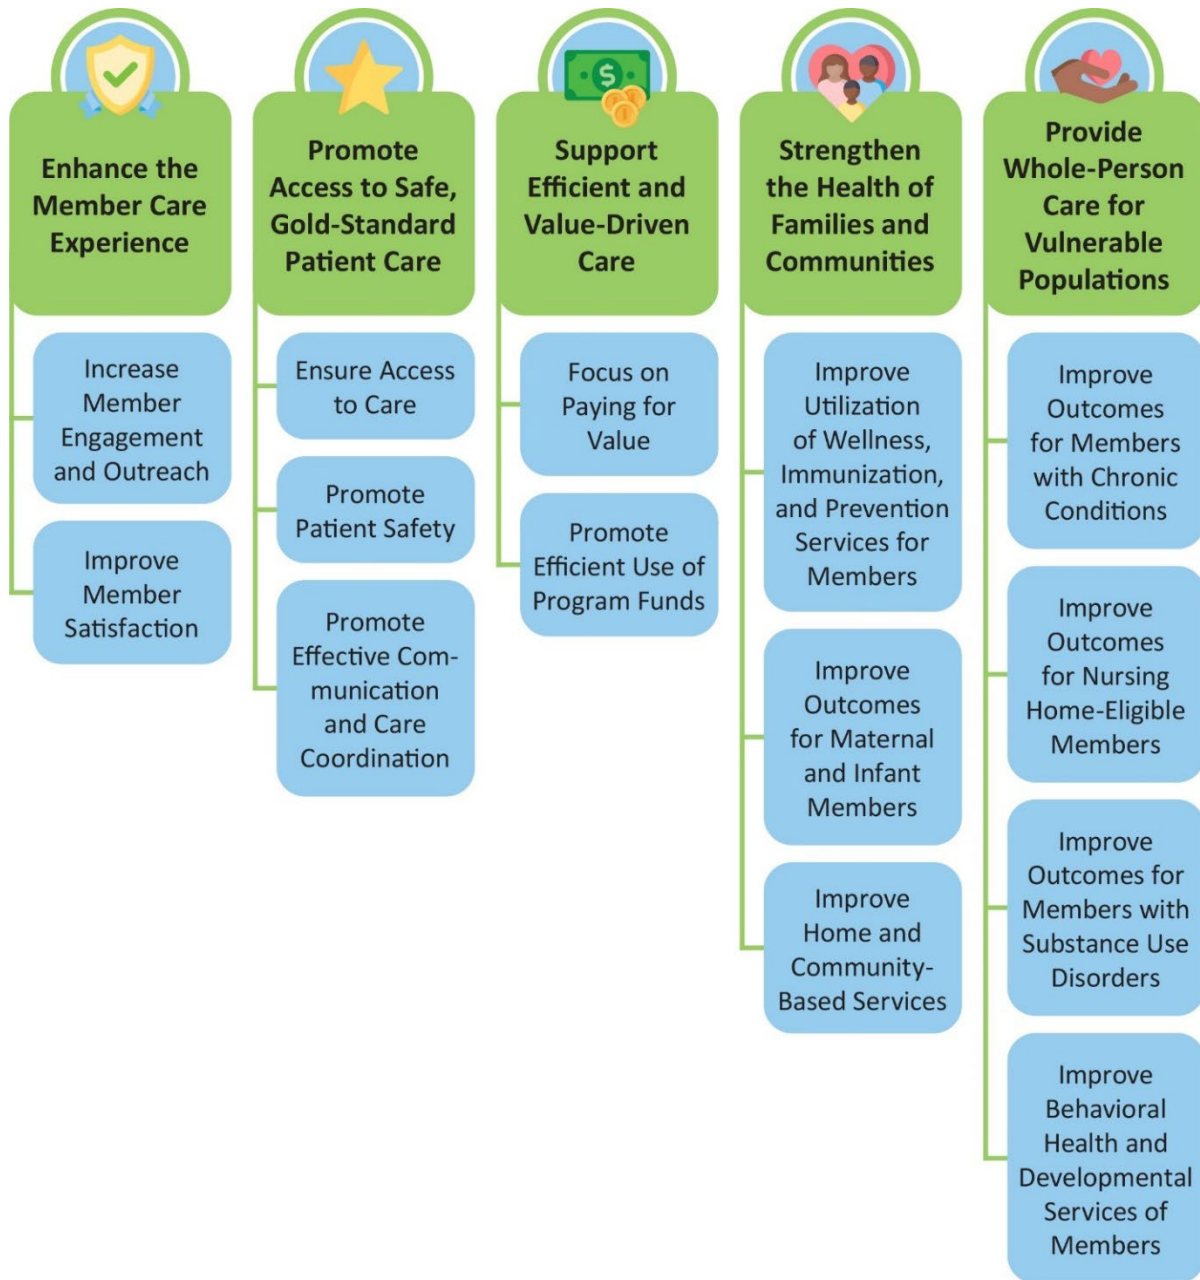 Enhance the
Member Care
Experience
Increase
Member
Engagement
and Outreach
Improve
Member
Satisfaction
Promote
Access to Safe,
Gold-Standard
Patient Care
Ensure Access
to Care
Promote
Patient Safety
Promote
Effective Com-
munication
and Care
Coordination
$
Support
Efficient and
Value-Driven
Care
Focus on
Paying for
Value
Promote
Efficient Use of
Program Funds
Strengthen
the Health of
Families and
Communities
Improve
Utilization
of Wellness,
Immunization,
and Prevention
Services for
Members
Improve
Outcomes
for Maternal
and Infant
Members
Improve
Home and
Community-
Based Services
Provide
Whole-Person
Care for
Vulnerable
Populations
Improve
Outcomes
for Members
with Chronic
Conditions
Improve
Outcomes
for Nursing
Home-Eligible
Members
Improve
Outcomes for
Members with
Substance Use
Disorders
Improve
Behavioral
Health and
Developmental
Services of
Members